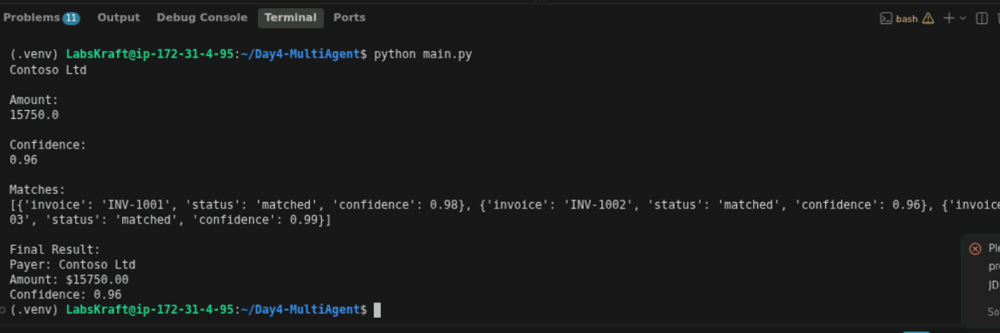 Problems 11 Output Debug Console Terminal Ports bash
(.venv) LabsKraft@ip-172-31-4-95:~/Day4-MultiAgent$ python main.py
Contoso Ltd
Amount:
15750.0
Confidence:
0.96
Matches:
[{'invoice': 'INV-1001', 'status': 'matched', 'confidence': 0.98}, {'invoice': 'INV-1002', 'status': 'matched', 'confidence': 0.96}, {'invoice
03', 'status': 'matched', 'confidence': 0.99}]
Final Result:
Payer: Contoso Ltd
Amount: $15750.00
Confidence: 0.96
(.venv) LabsKraft@ip-172-31-4-95:~/Day4-MultiAgent$